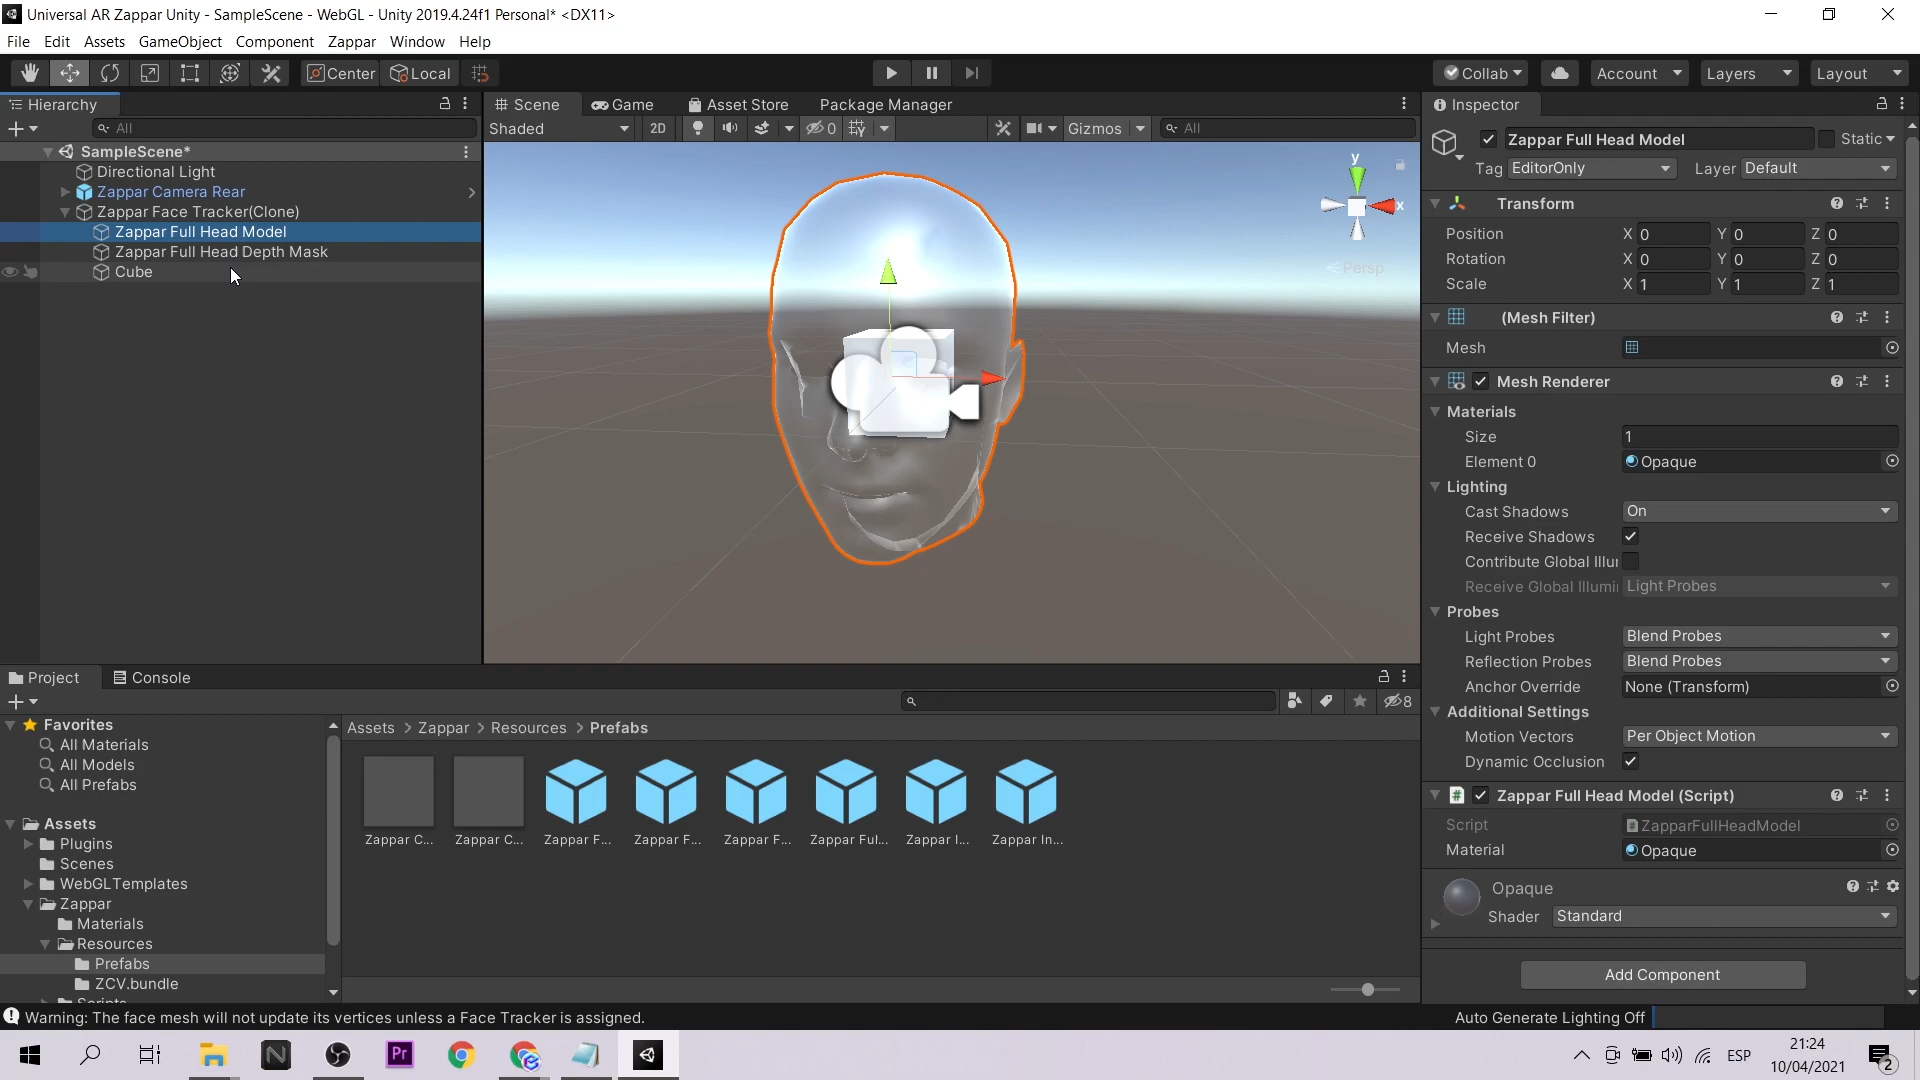 Universal AR Zappar Unity - SampleScene - WebGL - Unity 2019.4.24f1 Personal* <DX11>
File Edit Assets GameObject Component Zappar Window Help
Center Local Collab Account Layers Layout
Hierarchy
All
SampleScene*
Directional Light
Zappar Camera Rear
Zappar Face Tracker(Clone)
Zappar Full Head Model
Zappar Full Head Depth Mask
Cube
Scene Game Asset Store Package Manager
Shaded 2D 0 Gizmos All
y
x
Persp
Inspector
Zappar Full Head Model Static
Tag EditorOnly Layer Default
Transform
Position X 0 Y 0 Z 0
Rotation X 0 Y 0 Z 0
Scale X 1 Y 1 Z 1
(Mesh Filter)
Mesh
Mesh Renderer
Materials
Size 1
Element 0 Opaque
Lighting
Cast Shadows On
Receive Shadows
Contribute Global Illur
Receive Global Illumi Light Probes
Probes
Light Probes Blend Probes
Reflection Probes Blend Probes
Anchor Override None (Transform)
Additional Settings
Motion Vectors Per Object Motion
Dynamic Occlusion
Zappar Full Head Model (Script)
Script ZapparFullHeadModel
Material Opaque
Opaque
Shader Standard
Add Component
Project Console
8
Favorites
All Materials
All Models
All Prefabs
Assets
Plugins
Scenes
WebGLTemplates
Zappar
Materials
Resources
Prefabs
ZCV.bundle
Scripts
Assets > Zappar > Resources > Prefabs
Zappar C... Zappar C... Zappar F... Zappar F... Zappar F... Zappar Ful... Zappar I... Zappar In...
Warning: The face mesh will not update its vertices unless a Face Tracker is assigned.
Auto Generate Lighting Off
N Pr ESP
21:24
10/04/2021
2